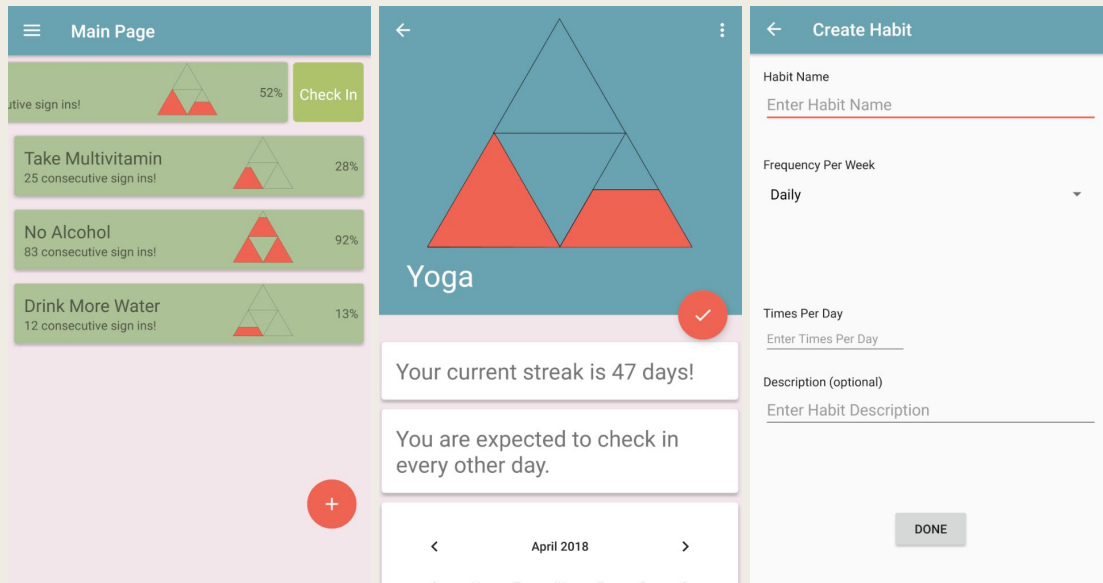 Main Page
utive sign ins!
52%
Check In
Take Multivitamin
25 consecutive sign ins!
28%
No Alcohol
83 consecutive sign ins!
92%
Drink More Water
12 consecutive sign ins!
13%
Yoga
Your current streak is 47 days!
You are expected to check in
every other day.
April 2018
Create Habit
Habit Name
Enter Habit Name
Frequency Per Week
Daily
Times Per Day
Enter Times Per Day
Description (optional)
Enter Habit Description
DONE